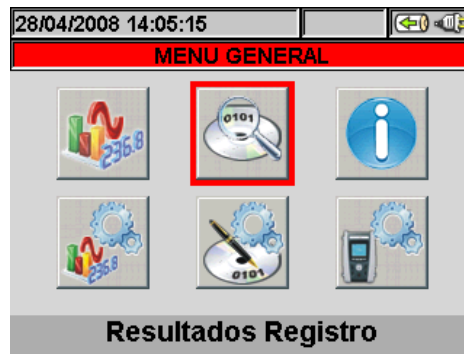 28/04/2008 14:05:15
MENU GENERAL
236.8
0101
236.8
0101
Resultados Registro